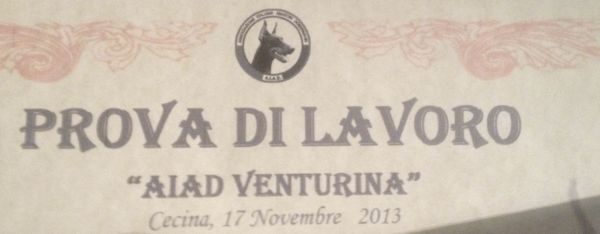 A.I.A.D.
PROVA DI LAVORO
"AIAD VENTURINA"
Cecina, 17 Novembre 2013